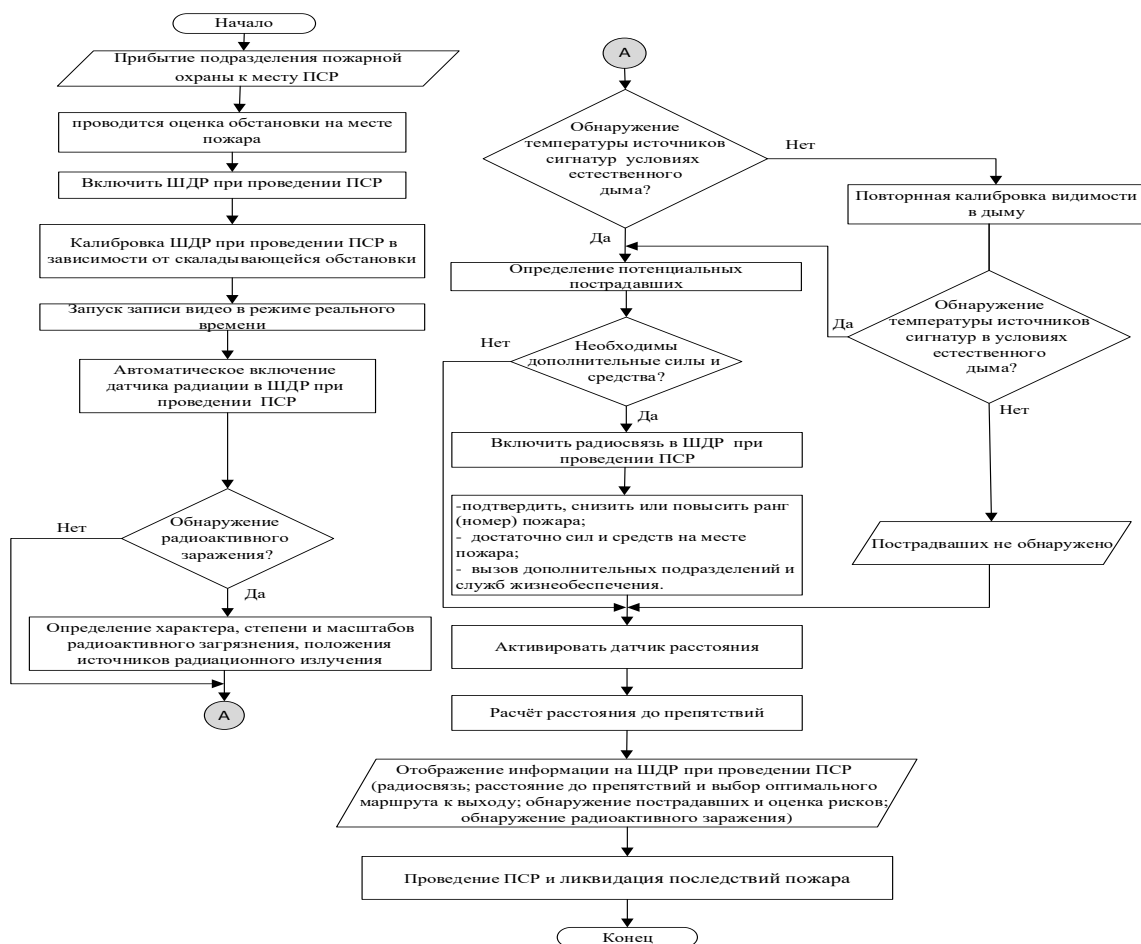 Начало
Прибытие подразделения пожарной
охраны к месту ПСР
проводится оценка обстановки на месте
пожара
Включить ШДР при проведении ПСР
Калибровка ШДР при проведении ПСР в
зависимости от скаладывающейся обстановки
Запуск записи видео в режиме реального
времени
Автоматическое включение
датчика радиации в ШДР при
проведении ПСР
Обнаружение
радиоактивного
заражения?
Нет
Да
Определение характера, степени и масштабов
радиоактивного загрязнения, положения
источников радиационного излучения
А
А
Обнаружение
температуры источников
сигнатур условиях
естественного
дыма?
Нет
Да
Повторнная калибровка видимости
в дыму
Определение потенциальных
пострадавших
Обнаружение
температуры источников
сигнатур в условиях
естественного
дыма?
Да
Нет
Необходимы
дополнительные силы и
средства?
Нет
Да
Включить радиосвязь в ШДР при
проведении ПСР
-подтвердить, снизить или повысить ранг
(номер) пожара;
- достаточно сил и средств на месте
пожара;
- вызов дополнительных подразделений и
служб жизнеобеспечения.
Пострадваших не обнаружено
Активировать датчик расстояния
Расчёт расстояния до препятствий
Отображение информации на ШДР при проведении ПСР
(радиосвязь; расстояние до препятствий и выбор оптимального
маршрута к выходу; обнаружение пострадавших и оценка рисков;
обнаружение радиоактивного заражения)
Проведение ПСР и ликвидация последствий пожара
Конец